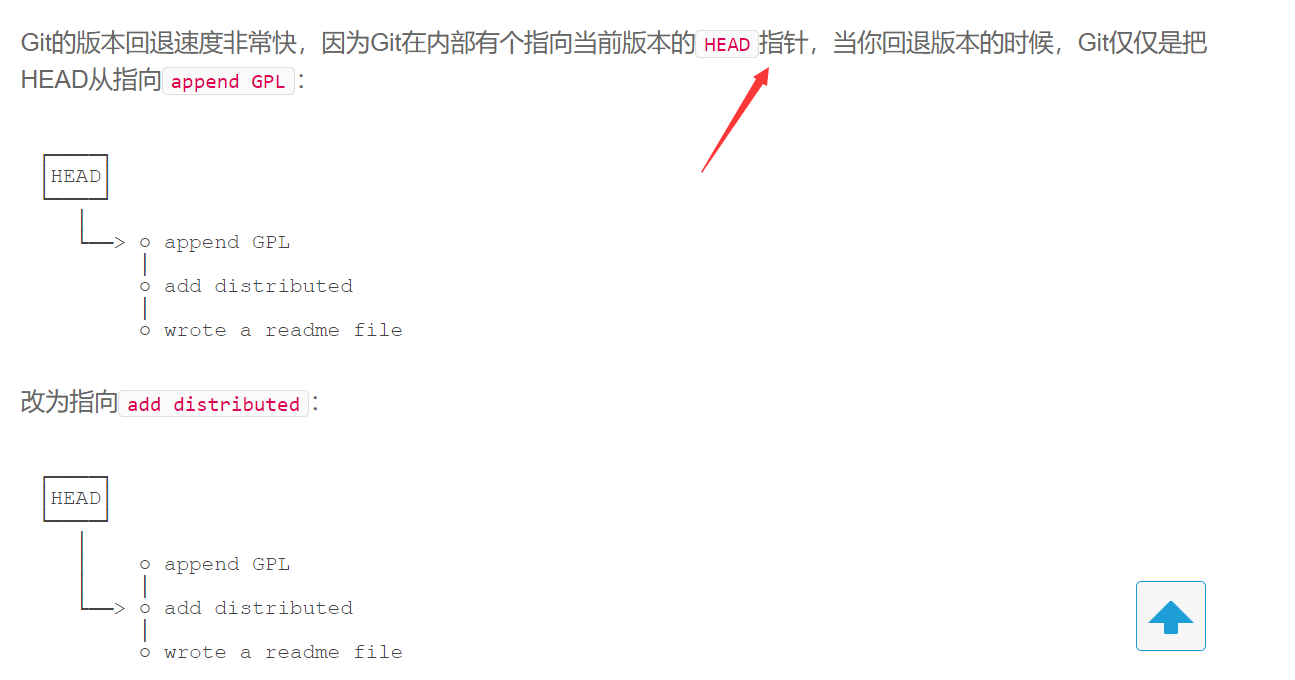 Git的版本回退速度非常快，因为Git在内部有个指向当前版本的HEAD指针，当你回退版本的时候，Git仅仅是把
HEAD从指向append GPL：
HEAD
append GPL
add distributed
wrote a readme file
改为指向add distributed：
HEAD
append GPL
add distributed
wrote a readme file